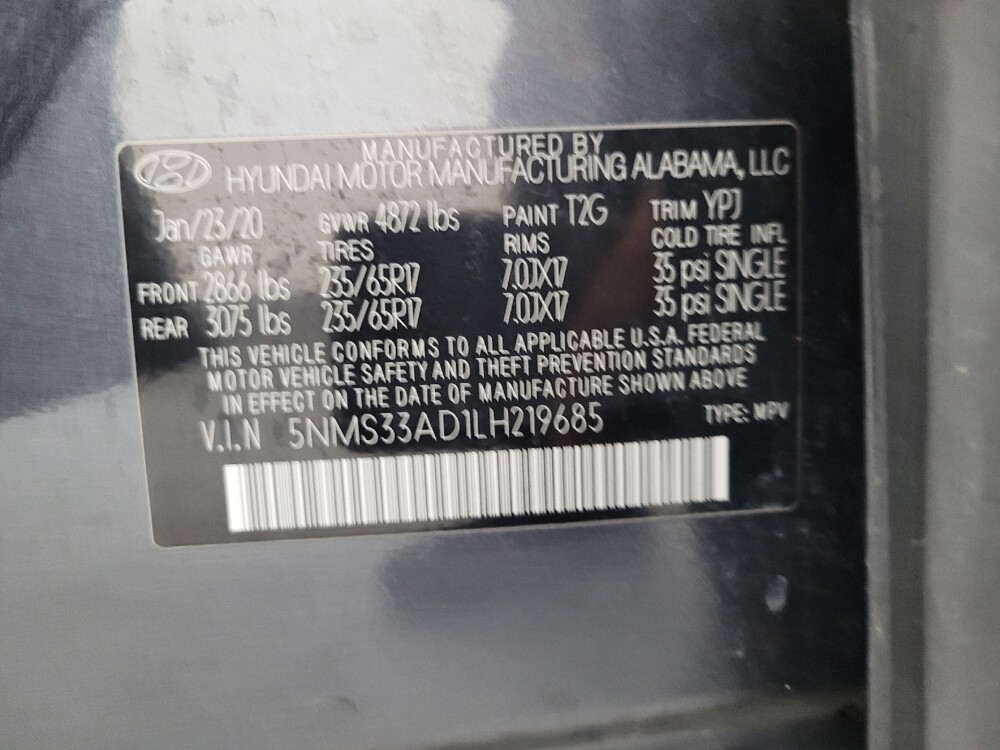 MANUFACTURED BY
HYUNDAI MOTOR MANUFACTURING ALABAMA, LLC
Jan/23/20 GVWR 4872 lbs PAINT T2G TRIM YPJ
GAWR TIRES RIMS COLD TIRE INFL
FRONT 2866 lbs 235/65R17 7.0JX17 35 psi SINGLE
REAR 3075 lbs 235/65R17 7.0JX17 35 psi SINGLE
THIS VEHICLE CONFORMS TO ALL APPLICABLE U.S.A. FEDERAL
MOTOR VEHICLE SAFETY AND THEFT PREVENTION STANDARDS
IN EFFECT ON THE DATE OF MANUFACTURE SHOWN ABOVE
V.I.N 5NMS33AD1LH219685 TYPE: MPV